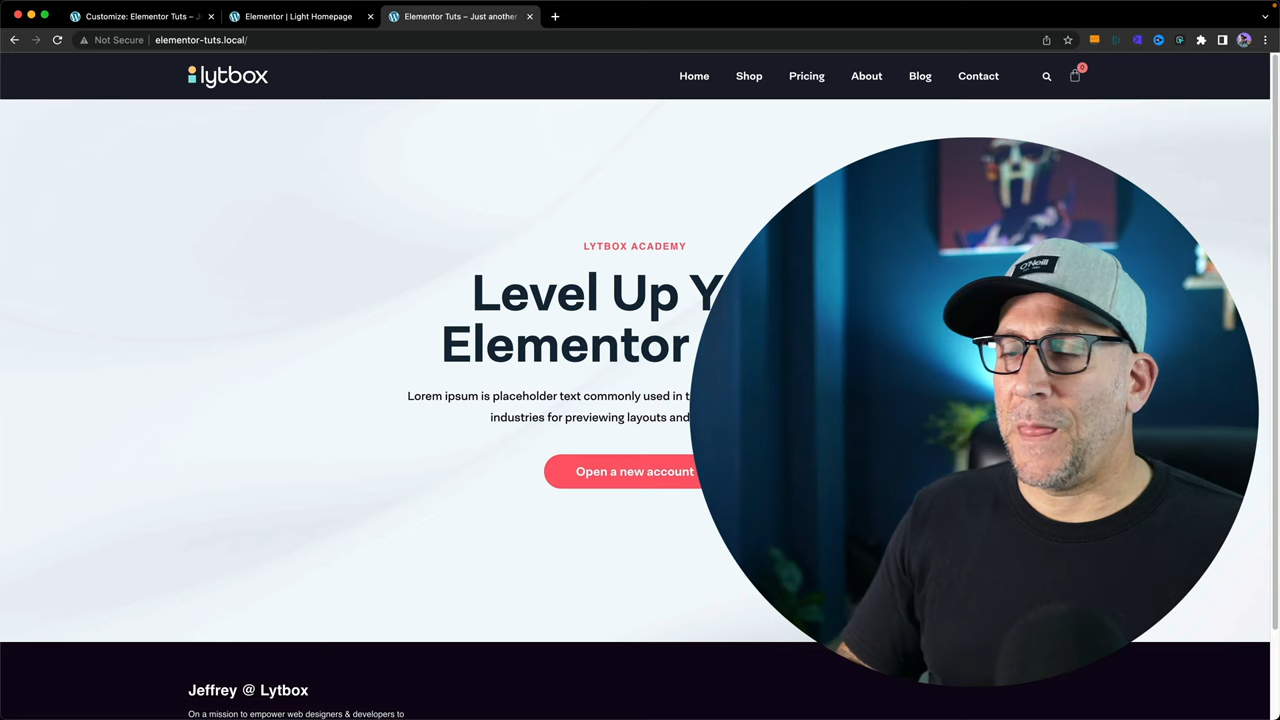 Customize: Elementor Tuts – J
Elementor | Light Homepage
Elementor Tuts – Just another
Not Secure
elementor-tuts.local/
lytbox
Home
Shop
Pricing
About
Blog
Contact
0
LYTBOX ACADEMY
Level Up Y
Elementor
Lorem ipsum is placeholder text commonly used in t
industries for previewing layouts and
Open a new account
O'Neill
Jeffrey @ Lytbox
On a mission to empower web designers & developers to